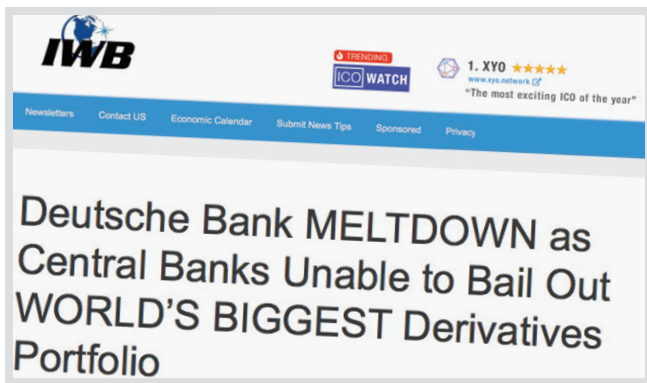 IWB
TRENDING
ICO WATCH
1. XYO
www.xyo.network
"The most exciting ICO of the year"
Newsletters Contact US Economic Calendar Submit News Tips Sponsored Privacy
Deutsche Bank MELTDOWN as
Central Banks Unable to Bail Out
WORLD'S BIGGEST Derivatives
Portfolio